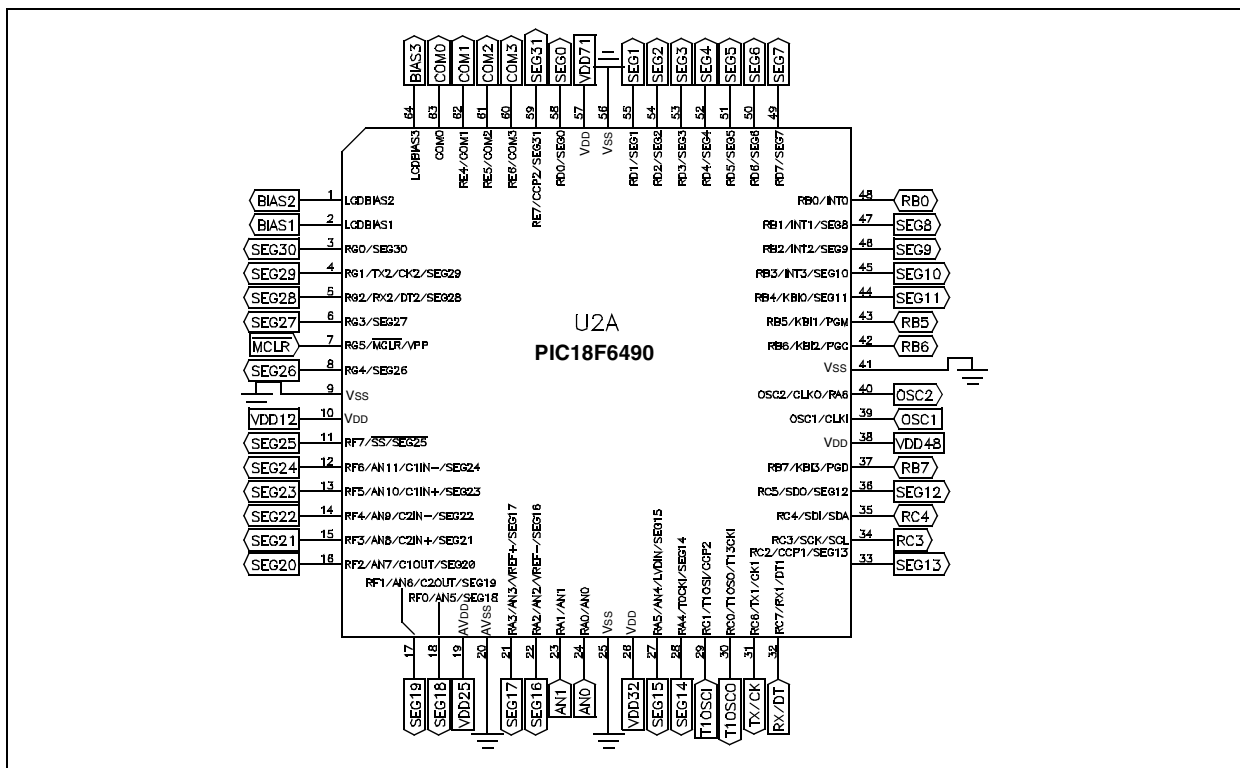 BIAS3 COM0 COM1 COM2 COM3 SEG31 SEG0 VDD71 SEG1 SEG2 SEG3 SEG4 SEG5 SEG6 SEG7
64 63 62 61 60 59 58 57 56 55 54 53 52 51 50 49
LCDBIAS3 COM0 RE4/COM1 RE5/COM2 RE6/COM3 RE7/CCP2/SEG31 RD0/SEG0 VDD VSS RD1/SEG1 RD2/SEG2 RD3/SEG3 RD4/SEG4 RD5/SEG5 RD6/SEG6 RD7/SEG7
BIAS2 1 LCDBIAS2 RB0/INT0 48 RB0
BIAS1 2 LCDBIAS1 RB1/INT1/SEG8 47 SEG8
SEG30 3 RG0/SEG30 RB2/INT2/SEG9 46 SEG9
SEG29 4 RG1/TX2/CK2/SEG29 RB3/INT3/SEG10 45 SEG10
SEG28 5 RG2/RX2/DT2/SEG28 RB4/KBI0/SEG11 44 SEG11
SEG27 6 RG3/SEG27 RB5/KBI1/PGM 43 RB5
MCLR 7 RG5/MCLR/VPP RB6/KBI2/PGC 42 RB6
SEG26 8 RG4/SEG26 VSS 41
9 VSS OSC2/CLKO/RA6 40 OSC2
VDD12 10 VDD OSC1/CLKI 39 OSC1
SEG25 11 RF7/SS/SEG25 VDD 38 VDD48
SEG24 12 RF6/AN11/C1IN-/SEG24 RB7/KBI3/PGD 37 RB7
SEG23 13 RF5/AN10/C1IN+/SEG23 RC5/SDO/SEG12 36 SEG12
SEG22 14 RF4/AN9/C2IN-/SEG22 RC4/SDI/SDA 35 RC4
SEG21 15 RF3/AN8/C2IN+/SEG21 RC3/SCK/SCL 34 RC3
SEG20 16 RF2/AN7/C1OUT/SEG20 RC2/CCP1/SEG13 33 SEG13
U2A
PIC18F6490
RF1/AN6/C2OUT/SEG19
RF0/AN5/SEG18
AVDD AVSS RA3/AN3/VREF+/SEG17 RA2/AN2/VREF-/SEG16 RA1/AN1 RA0/AN0 VSS VDD RA5/AN4/LVDIN/SEG15 RA4/T0CKI/SEG14 RC1/T1OSI/CCP2 RC0/T1OSO/T13CKI RC6/TX1/CK1 RC7/RX1/DT1
17 18 19 20 21 22 23 24 25 26 27 28 29 30 31 32
SEG19 SEG18 VDD25 SEG17 SEG16 AN1 AN0 VDD32 SEG15 SEG14 T1OSCI T1OSCO TX/CK RX/DT